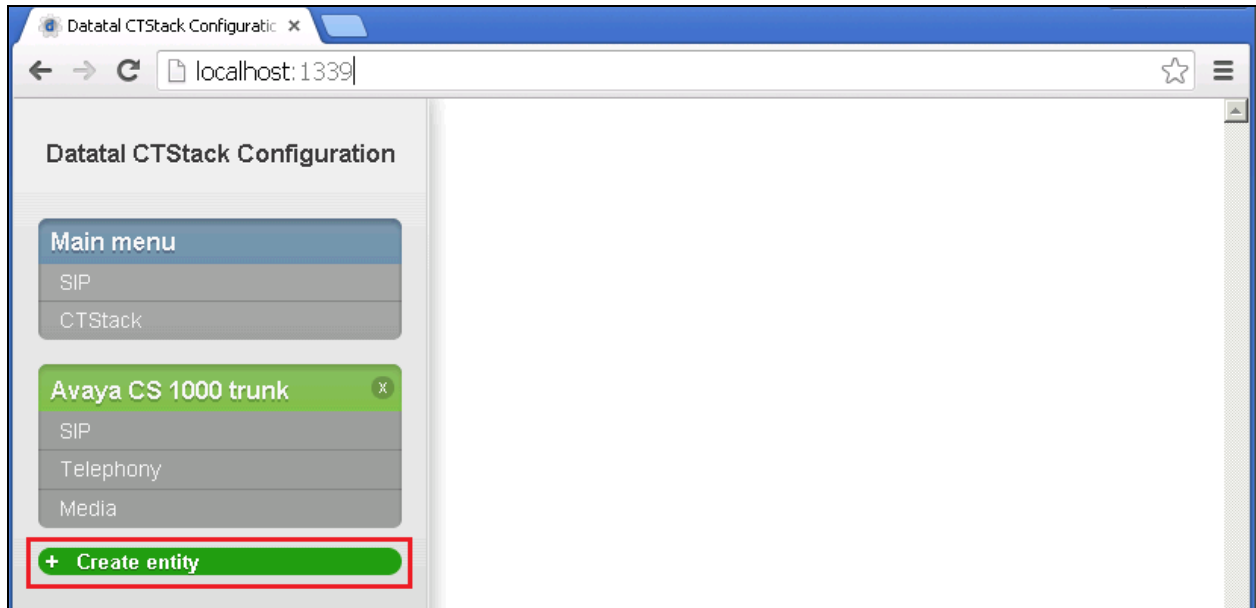 Datatal CTStack Configuratic ×
localhost:1339
Datatal CTStack Configuration
Main menu
SIP
CTStack
Avaya CS 1000 trunk x
SIP
Telephony
Media
+ Create entity